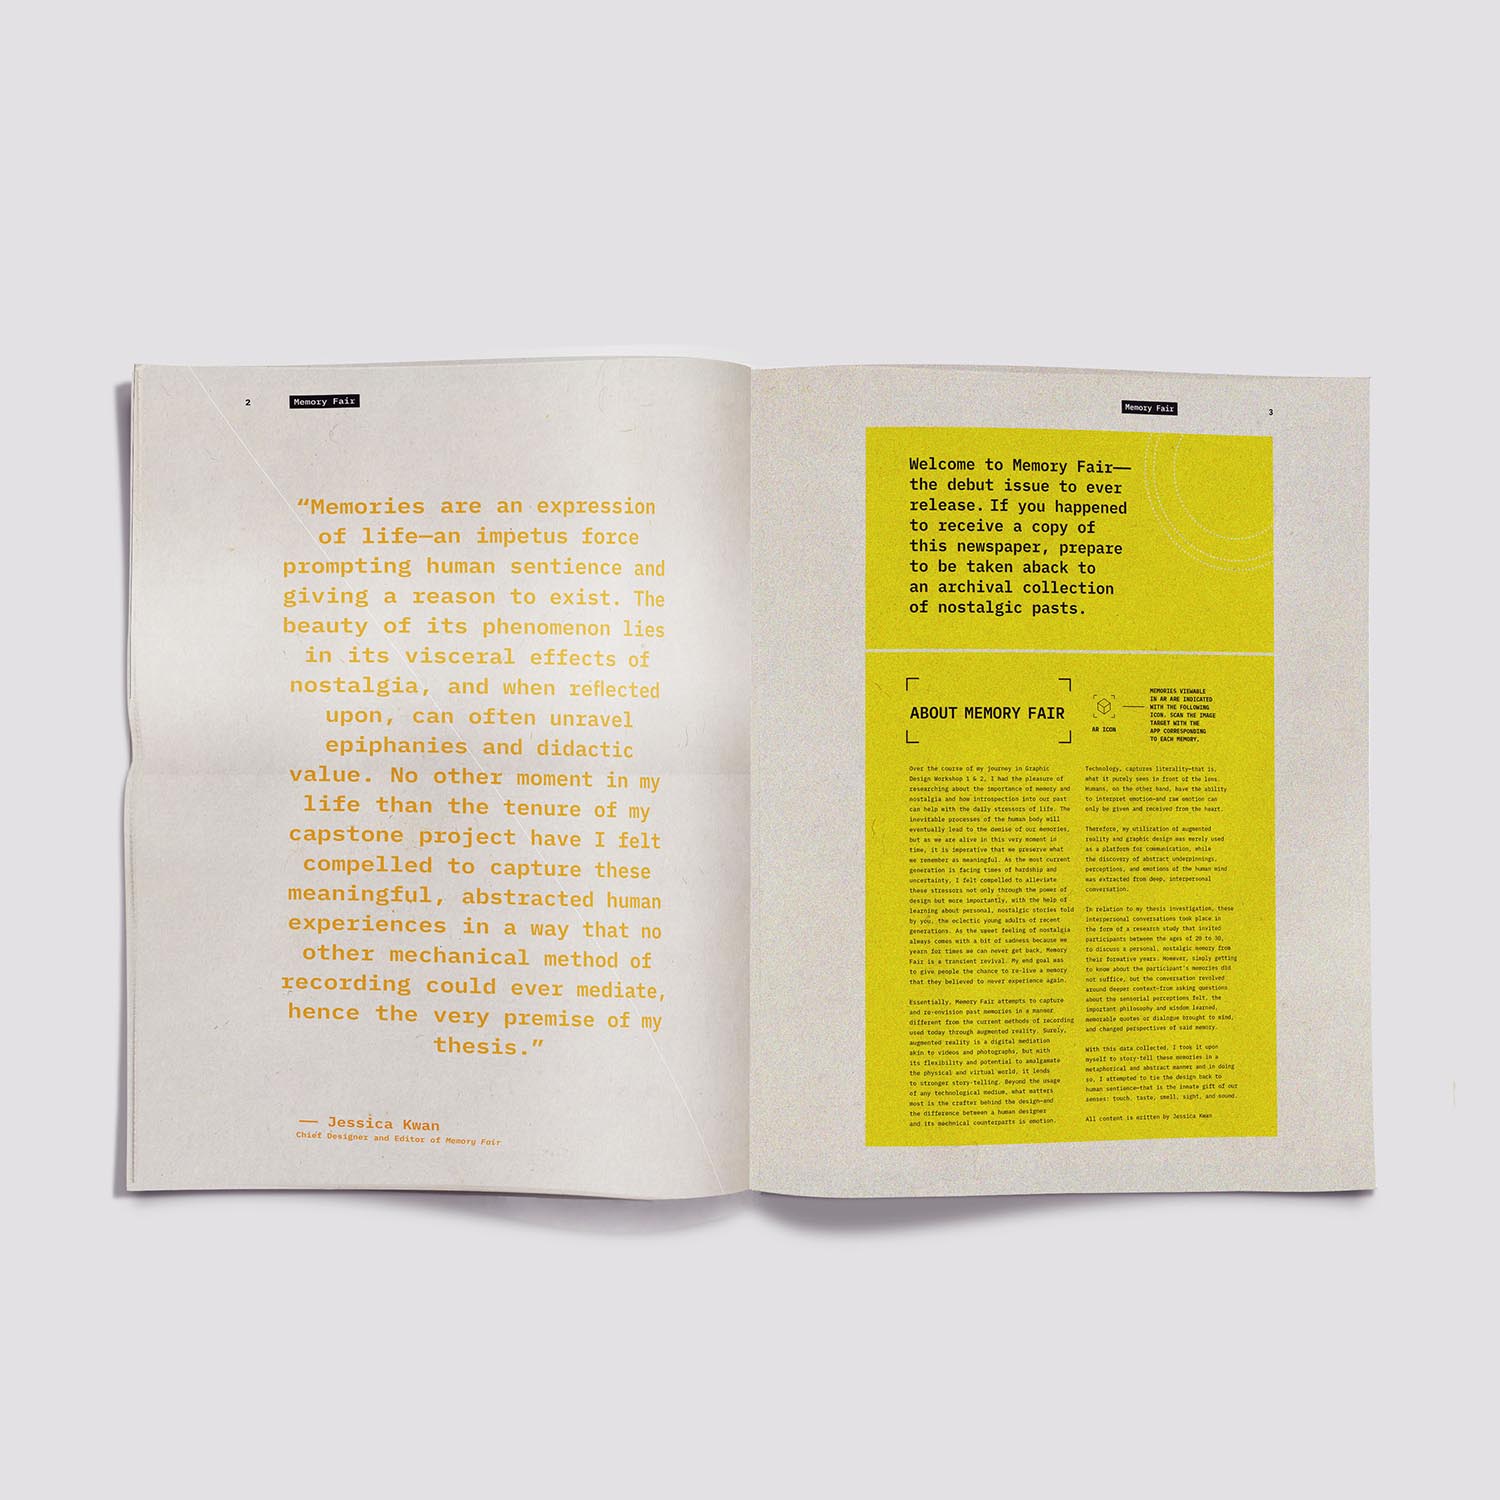 2
Memory Fair
“Memories are an expression
of life—an impetus force
prompting human sentience and
giving a reason to exist. The
beauty of its phenomenon lies
in its visceral effects of
nostalgia, and when reflected
upon, can often unravel
epiphanies and didactic
value. No other moment in my
life than the tenure of my
capstone project have I felt
compelled to capture these
meaningful, abstracted human
experiences in a way that no
other mechanical method of
recording could ever mediate,
hence the very premise of my
thesis.”
— Jessica Kwan
Chief Designer and Editor of Memory Fair
Memory Fair
3
Welcome to Memory Fair—
the debut issue to ever
release. If you happened
to receive a copy of
this newspaper, prepare
to be taken aback to
an archival collection
of nostalgic pasts.
ABOUT MEMORY FAIR
AR ICON
MEMORIES VIEWABLE
IN AR ARE INDICATED
WITH THE FOLLOWING
ICON. SCAN THE IMAGE
TARGET WITH THE
APP CORRESPONDING
TO EACH MEMORY.
Over the course of my journey in Graphic
Design Workshop 1 & 2, I had the pleasure of
researching about the importance of memory and
nostalgia and how introspection into our past
can help with the daily stressors of life. The
inevitable processes of the human body will
eventually lead to the demise of our memories,
but as we are alive in this very moment in
time, it is imperative that we preserve what
we remember as meaningful. As the most current
generation is facing times of hardship and
uncertainty, I felt compelled to alleviate
these stressors not only through the power of
design but more importantly, with the help of
learning about personal, nostalgic stories told
by you, the eclectic young adults of recent
generations. As the sweet feeling of nostalgia
always comes with a bit of sadness because we
yearn for times we can never get back, Memory
Fair is a transient revival. My end goal was
to give people the chance to re-live a memory
that they believed to never experience again.
Essentially, Memory Fair attempts to capture
and re-envision past memories in a manner
different from the current methods of recording
used today through augmented reality. Surely,
augmented reality is a digital mediation
akin to videos and photographs, but with
its flexibility and potential to amalgamate
the physical and virtual world, it lends
to stronger story-telling. Beyond the usage
of any technological medium, what matters
most is the crafter behind the design—and
the difference between a human designer
and its mechnical counterparts is emotion.
Technology, captures literality—that is,
what it purely sees in front of the lens.
Humans, on the other hand, have the ability
to interpret emotion—and raw emotion can
only be given and received from the heart.
Therefore, my utilization of augmented
reality and graphic design was merely used
as a platform for communication, while
the discovery of abstract underpinnings,
perceptions, and emotions of the human mind
was extracted from deep, interpersonal
conversation.
In relation to my thesis investigation, these
interpersonal conversations took place in
the form of a research study that invited
participants between the ages of 20 to 30,
to discuss a personal, nostalgic memory from
their formative years. However, simply getting
to know about the participant's memories did
not suffice, but the conversation revolved
around deeper context—from asking questions
about the sensorial perceptions felt, the
important philosophy and wisdom learned,
memorable quotes or dialogue brought to mind,
and changed perspectives of said memory.
With this data collected, I took it upon
myself to story-tell these memories in a
metaphorical and abstract manner and in doing
so, I attempted to tie the design back to
human sentience—that is the innate gift of our
senses: touch, taste, smell, sight, and sound.
All content is written by Jessica Kwan